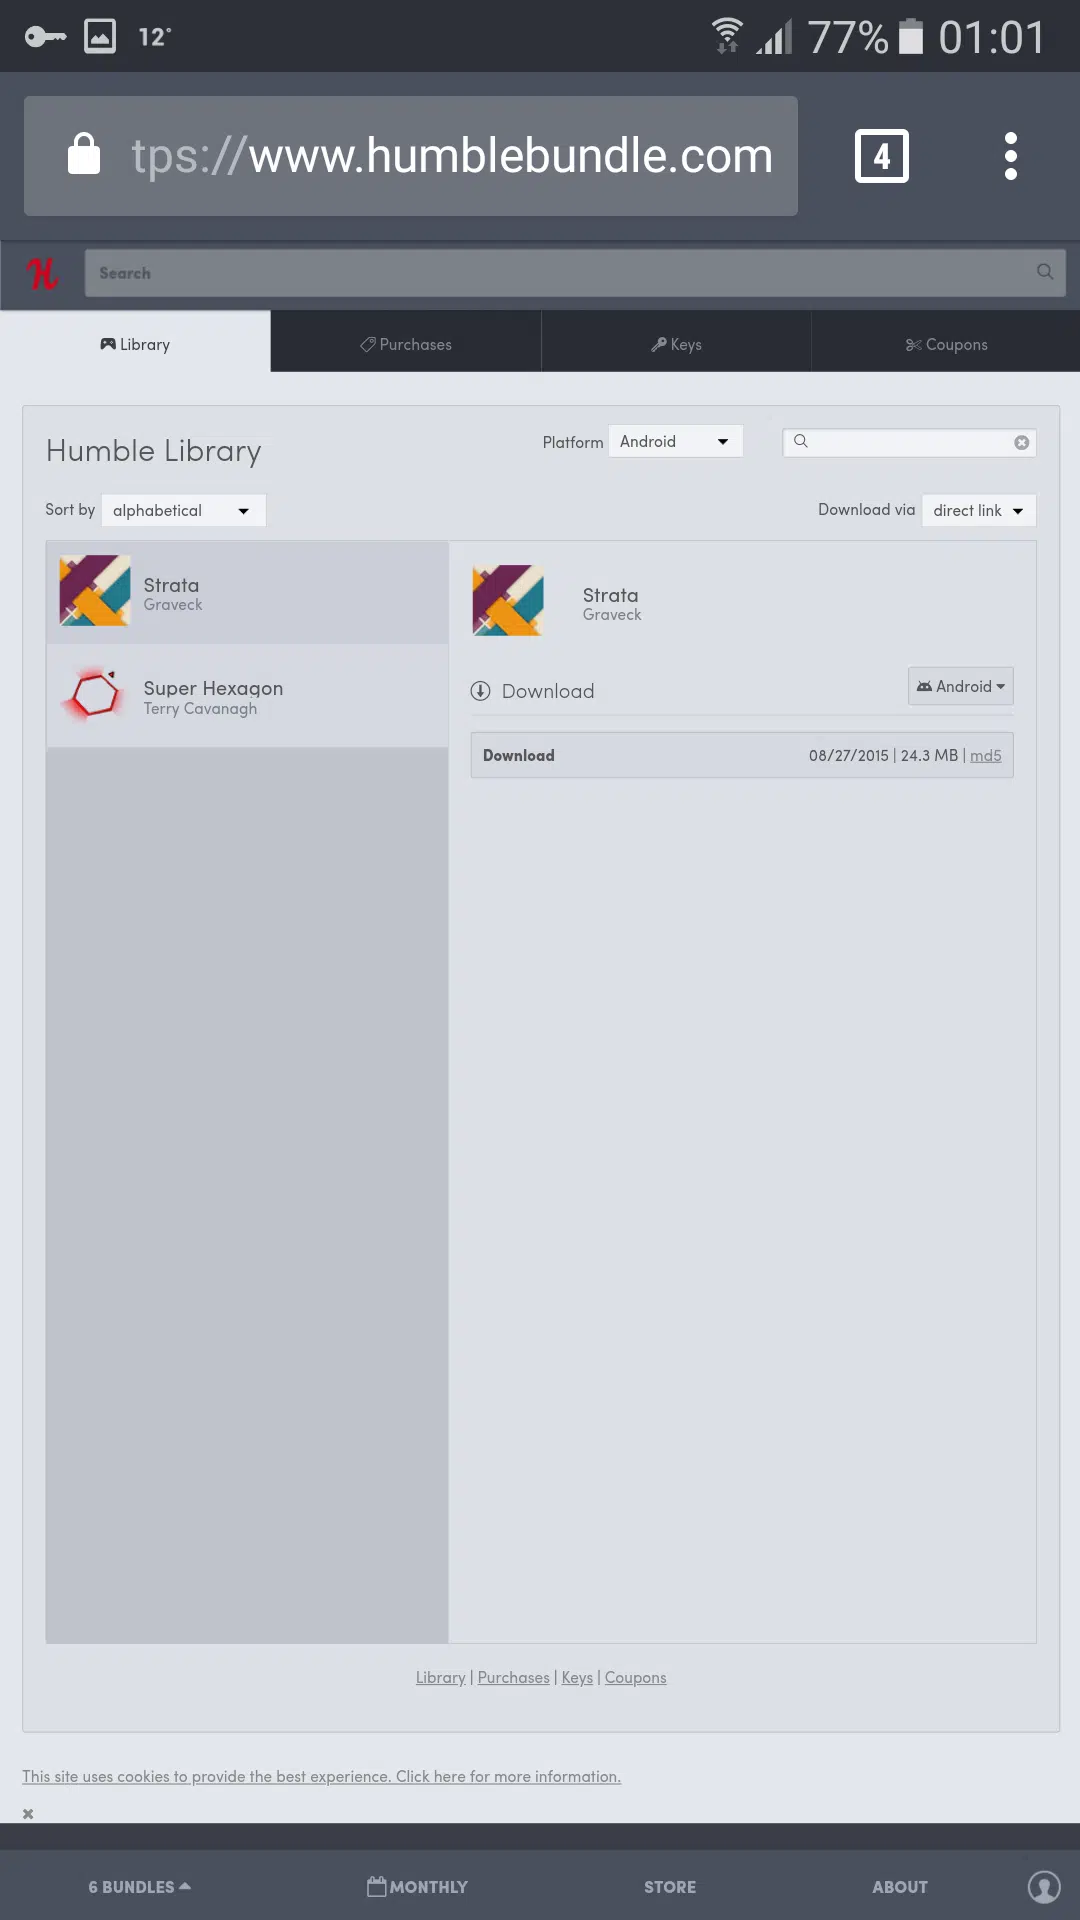 12° 77% 01:01
tps://www.humblebundle.com 4
Search
Library Purchases Keys Coupons
Humble Library Platform Android
Sort by alphabetical Download via direct link
Strata
Graveck
Super Hexagon
Terry Cavanagh
Strata
Graveck
Download Android
Download 08/27/2015 | 24.3 MB | md5
Library | Purchases | Keys | Coupons
This site uses cookies to provide the best experience. Click here for more information.
6 BUNDLES MONTHLY STORE ABOUT